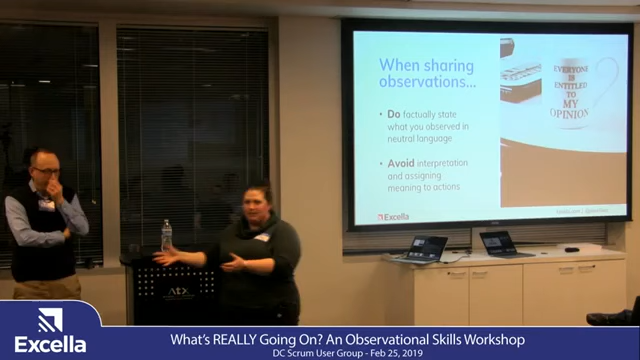 When sharing
observations...
• Do factually state
what you observed in
neutral language
• Avoid interpretation
and assigning
meaning to actions
EVERYONE
IS
ENTITLED
TO
MY
OPINION
Excella
ATX
Excella
What's REALLY Going On? An Observational Skills Workshop
DC Scrum User Group - Feb 25, 2019